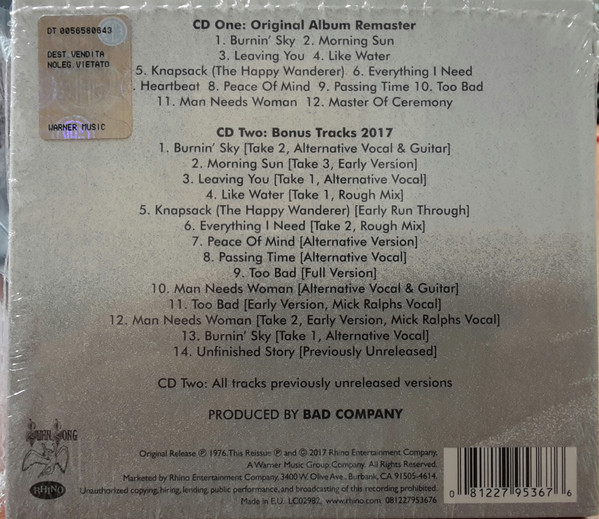 DT 0056580643
DEST.VENDITA
NOLEG.VIETATO
WARNER MUSIC
CD One: Original Album Remaster
1. Burnin' Sky 2. Morning Sun
3. Leaving You 4. Like Water
5. Knapsack (The Happy Wanderer) 6. Everything I Need
. Heartbeat 8. Peace Of Mind 9. Passing Time 10. Too Bad
11. Man Needs Woman 12. Master Of Ceremony
CD Two: Bonus Tracks 2017
1. Burnin' Sky [Take 2, Alternative Vocal & Guitar]
2. Morning Sun [Take 3, Early Version]
3. Leaving You [Take 1, Alternative Vocal]
4. Like Water [Take 1, Rough Mix]
5. Knapsack (The Happy Wanderer) [Early Run Through]
6. Everything I Need [Take 2, Rough Mix]
7. Peace Of Mind [Alternative Version]
8. Passing Time [Alternative Vocal]
9. Too Bad [Full Version]
10. Man Needs Woman [Alternative Vocal & Guitar]
11. Too Bad [Early Version, Mick Ralphs Vocal]
12. Man Needs Woman [Take 2, Early Version, Mick Ralphs Vocal]
13. Burnin' Sky [Take 1, Alternative Vocal]
14. Unfinished Story [Previously Unreleased]
CD Two: All tracks previously unreleased versions
PRODUCED BY BAD COMPANY
Swan Song
RHINO
Original Release ℗ 1976. This Reissue ℗ and © 2017 Rhino Entertainment Company.
A Warner Music Group Company. All Rights Reserved.
Marketed by Rhino Entertainment Company, 3400 W. Olive Ave., Burbank, CA 91505-4614.
Unauthorized copying, hiring, lending, public performance, and broadcasting of this recording prohibited.
Made in E.U. LC02982. www.rhino.com 081227953676
0 81227 95367 6